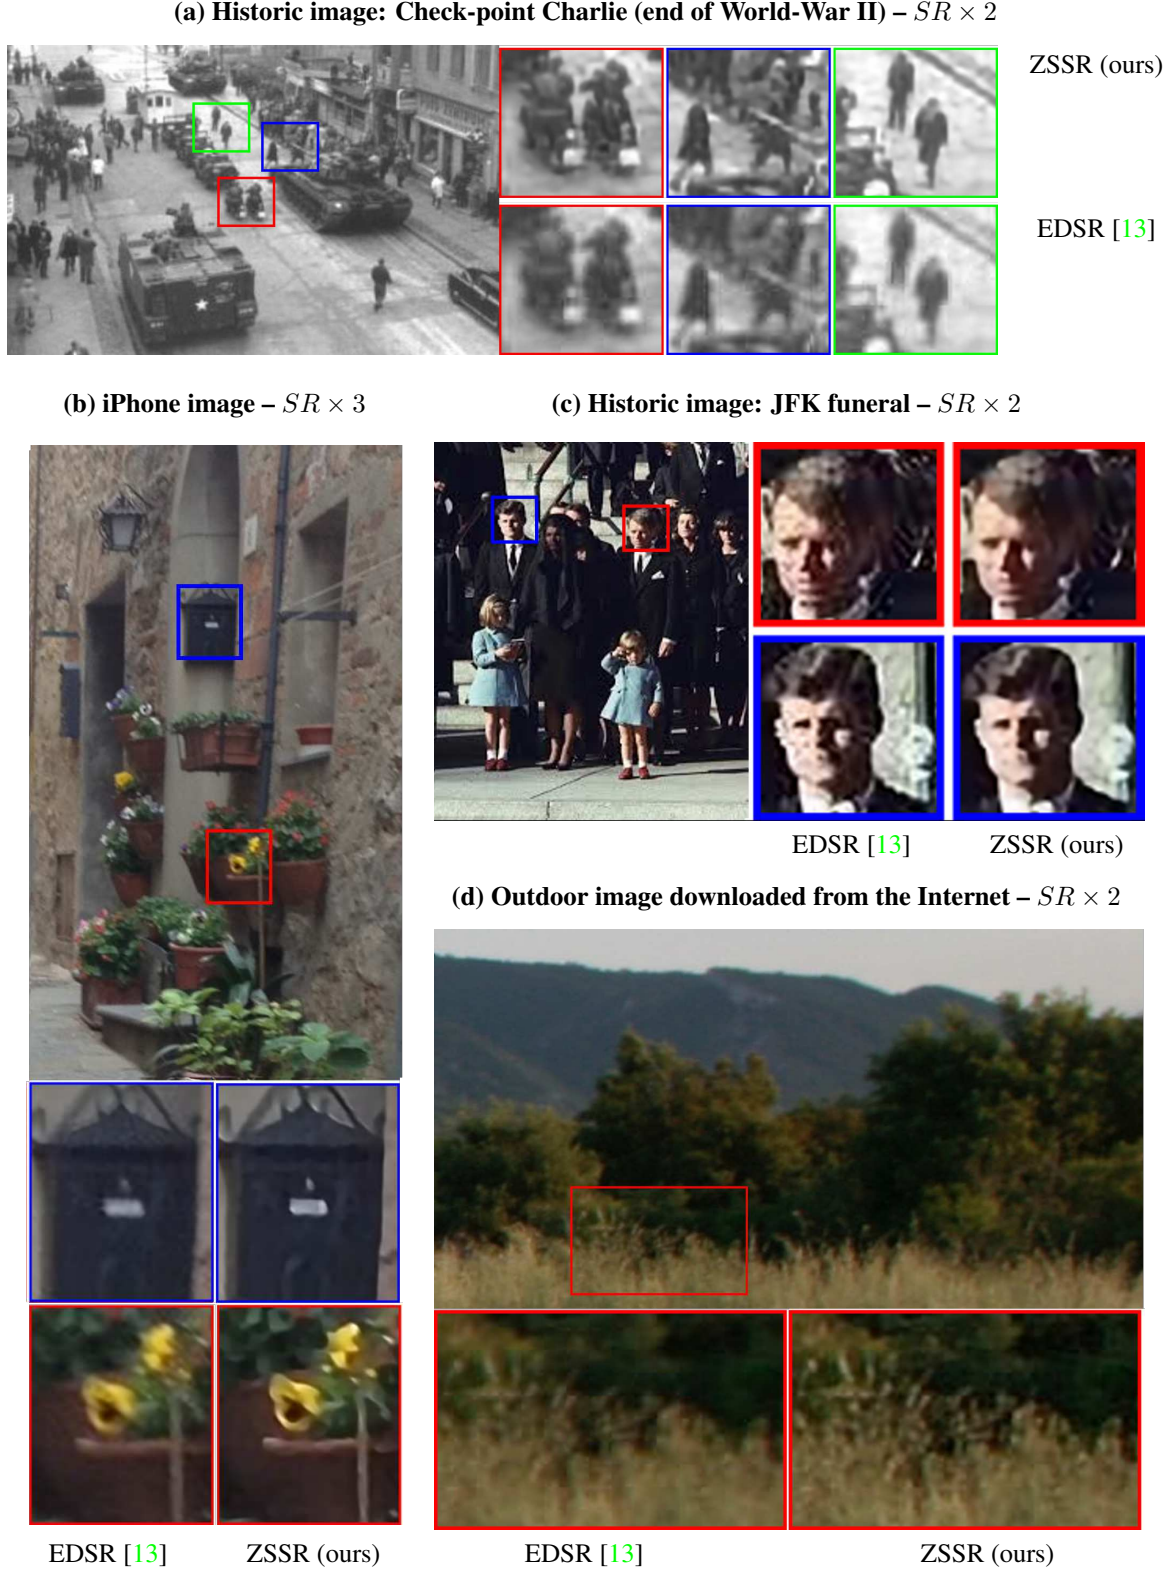 (a) Historic image: Check-point Charlie (end of World-War II) – SR × 2
ZSSR (ours)
EDSR [13]
(b) iPhone image – SR × 3
(c) Historic image: JFK funeral – SR × 2
EDSR [13] ZSSR (ours)
(d) Outdoor image downloaded from the Internet – SR × 2
EDSR [13] ZSSR (ours)
EDSR [13] ZSSR (ours)